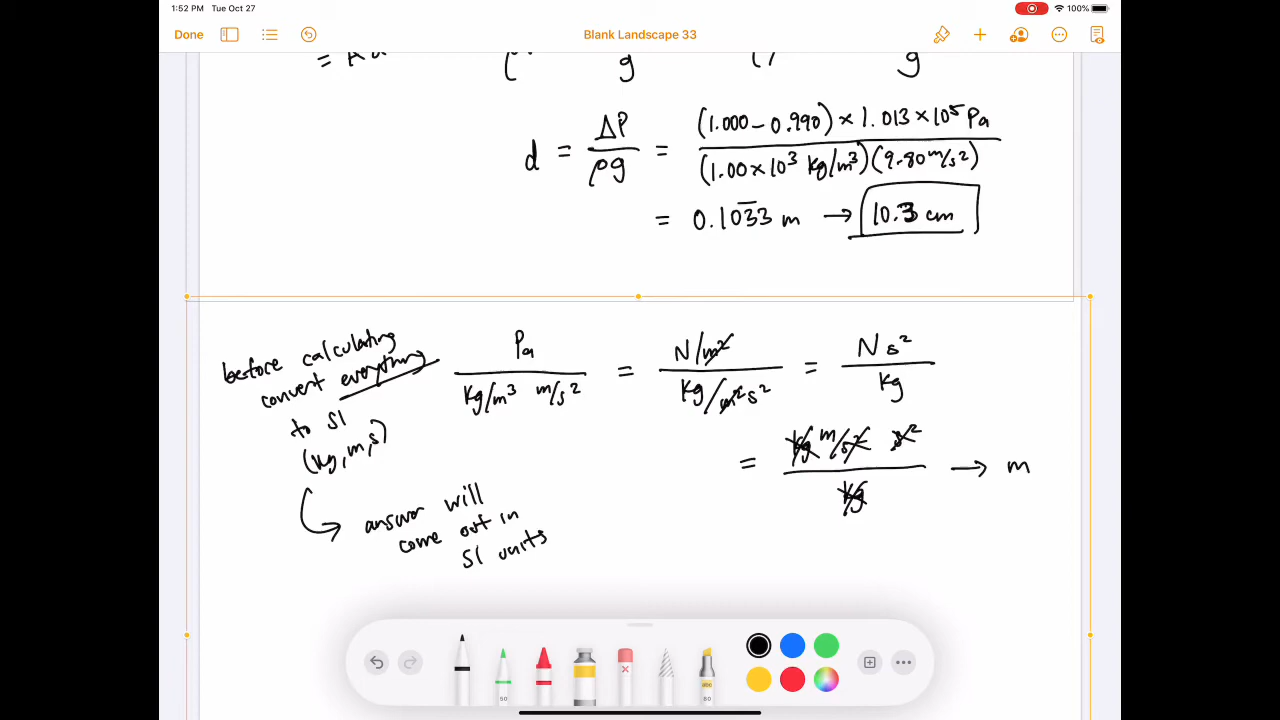 1:52 PM Tue Oct 27
100%
Done
Blank Landscape 33
g
g
d = ΔP / ρg = (1.000 - 0.990) × 1.013 × 10⁵ Pa / (1.00 × 10³ kg/m³)(9.80 m/s²)
= 0.1033 m → 10.3 cm
before calculating
convert everything
to SI
(kg, m, s)
answer will
come out in
SI units
Pa / kg/m³ m/s² = N/m² / kg/m²s² = N s² / kg
= kg m/s² s² / kg → m
50
80